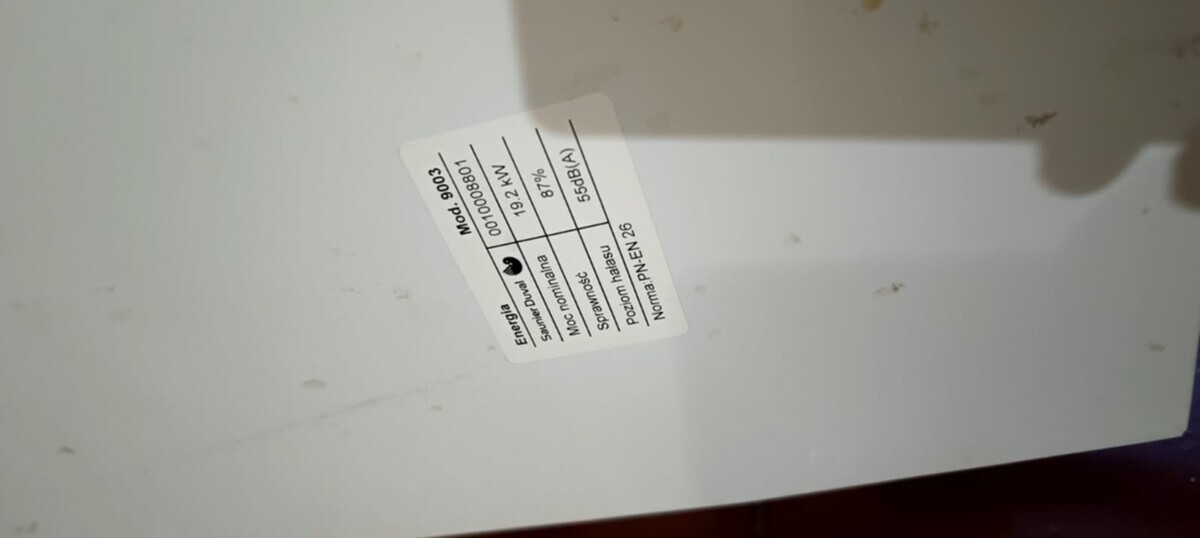 Energia Mod. 9003
Saunier Duval 0010008801
Moc nominalna 19.2 kW
Sprawność 87%
Poziom hałasu 55dB(A)
Norma:PN-EN 26